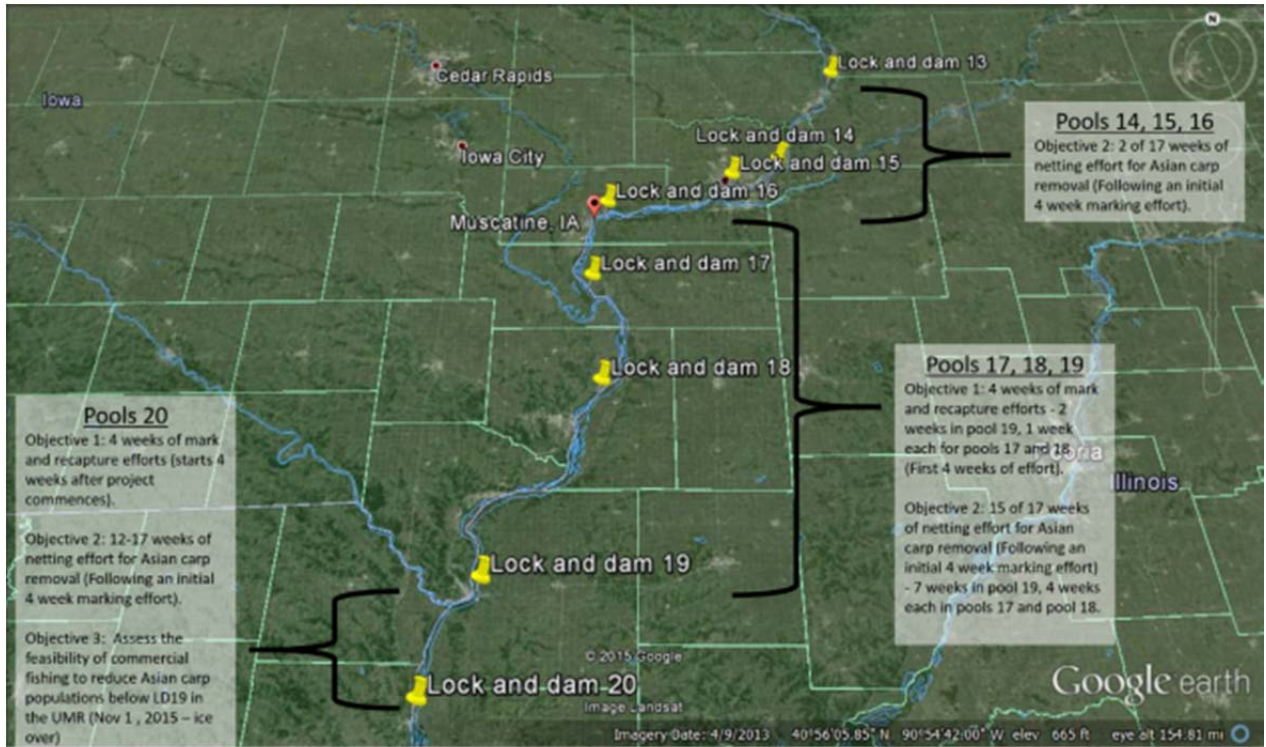 N
Lock and dam 13
Cedar Rapids
Iowa
Pools 14, 15, 16
Objective 2: 2 of 17 weeks of
netting effort for Asian carp
removal (Following an initial
4 week marking effort).
Lock and dam 14
Iowa City
Lock and dam 15
Lock and dam 16
Muscatine, IA
Lock and dam 17
Lock and dam 18
Pools 17, 18, 19
Objective 1: 4 weeks of mark
and recapture efforts - 2
weeks in pool 19, 1 week
each for pools 17 and 18
(First 4 weeks of effort).
Objective 2: 15 of 17 weeks
of netting effort for Asian
carp removal (Following an
initial 4 week marking effort)
- 7 weeks in pool 19, 4 weeks
each in pools 17 and pool 18.
Illinois
Pools 20
Objective 1: 4 weeks of mark
and recapture efforts (starts 4
weeks after project
commences).
Objective 2: 12-17 weeks of
netting effort for Asian carp
removal (Following an initial
4 week marking effort).
Objective 3: Assess the
feasibility of commercial
fishing to reduce Asian carp
populations below LD19 in
the UMR (Nov 1 , 2015 – ice
over)
Lock and dam 19
Lock and dam 20
© 2015 Google
Image Landsat
Google earth
Imagery Date: 4/9/2013 40°56'05.85" N 90°54'42.00" W elev 665 ft eye alt 154.81 mi